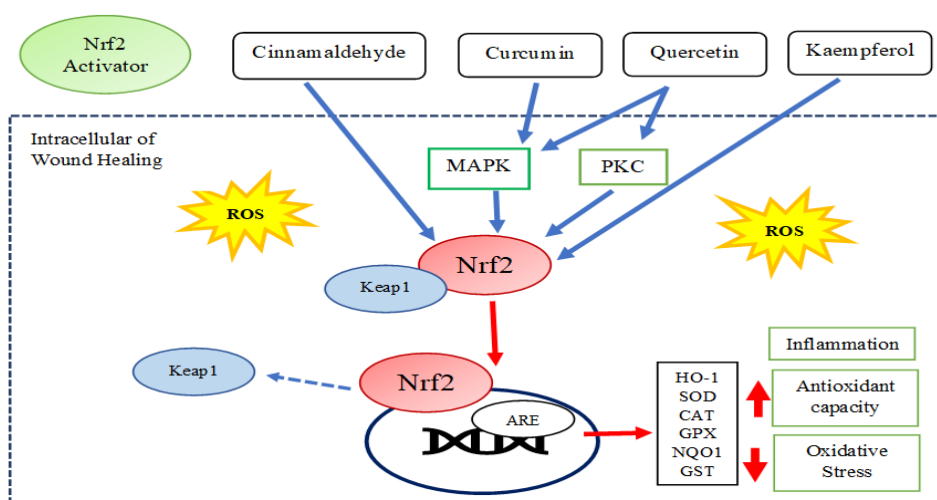 Nrf2
Activator
Cinnamaldehyde
Curcumin
Quercetin
Kaempferol
Intracellular of
Wound Healing
MAPK
PKC
ROS
ROS
Nrf2
Keap1
Keap1
Nrf2
ARE
HO-1
SOD
CAT
GPX
NQO1
GST
Inflammation
Antioxidant
capacity
Oxidative
Stress